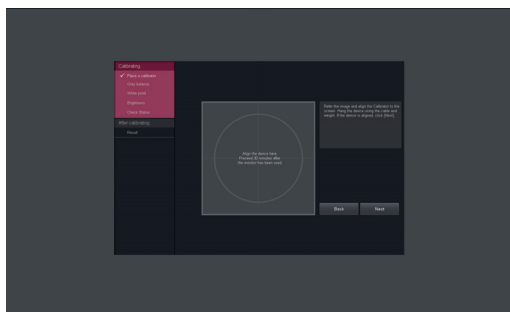 Calibrating
Place a calibrator
Gray balance
White point
Brightness
Check Status
After calibrating
Result
Align the device here.
Proceed 30 minutes after
the monitor has been used.
Refer the image and align the Calibrator to the
screen. Hang the device using the cable and
weight. If the device is aligned, click [Next].
Back
Next